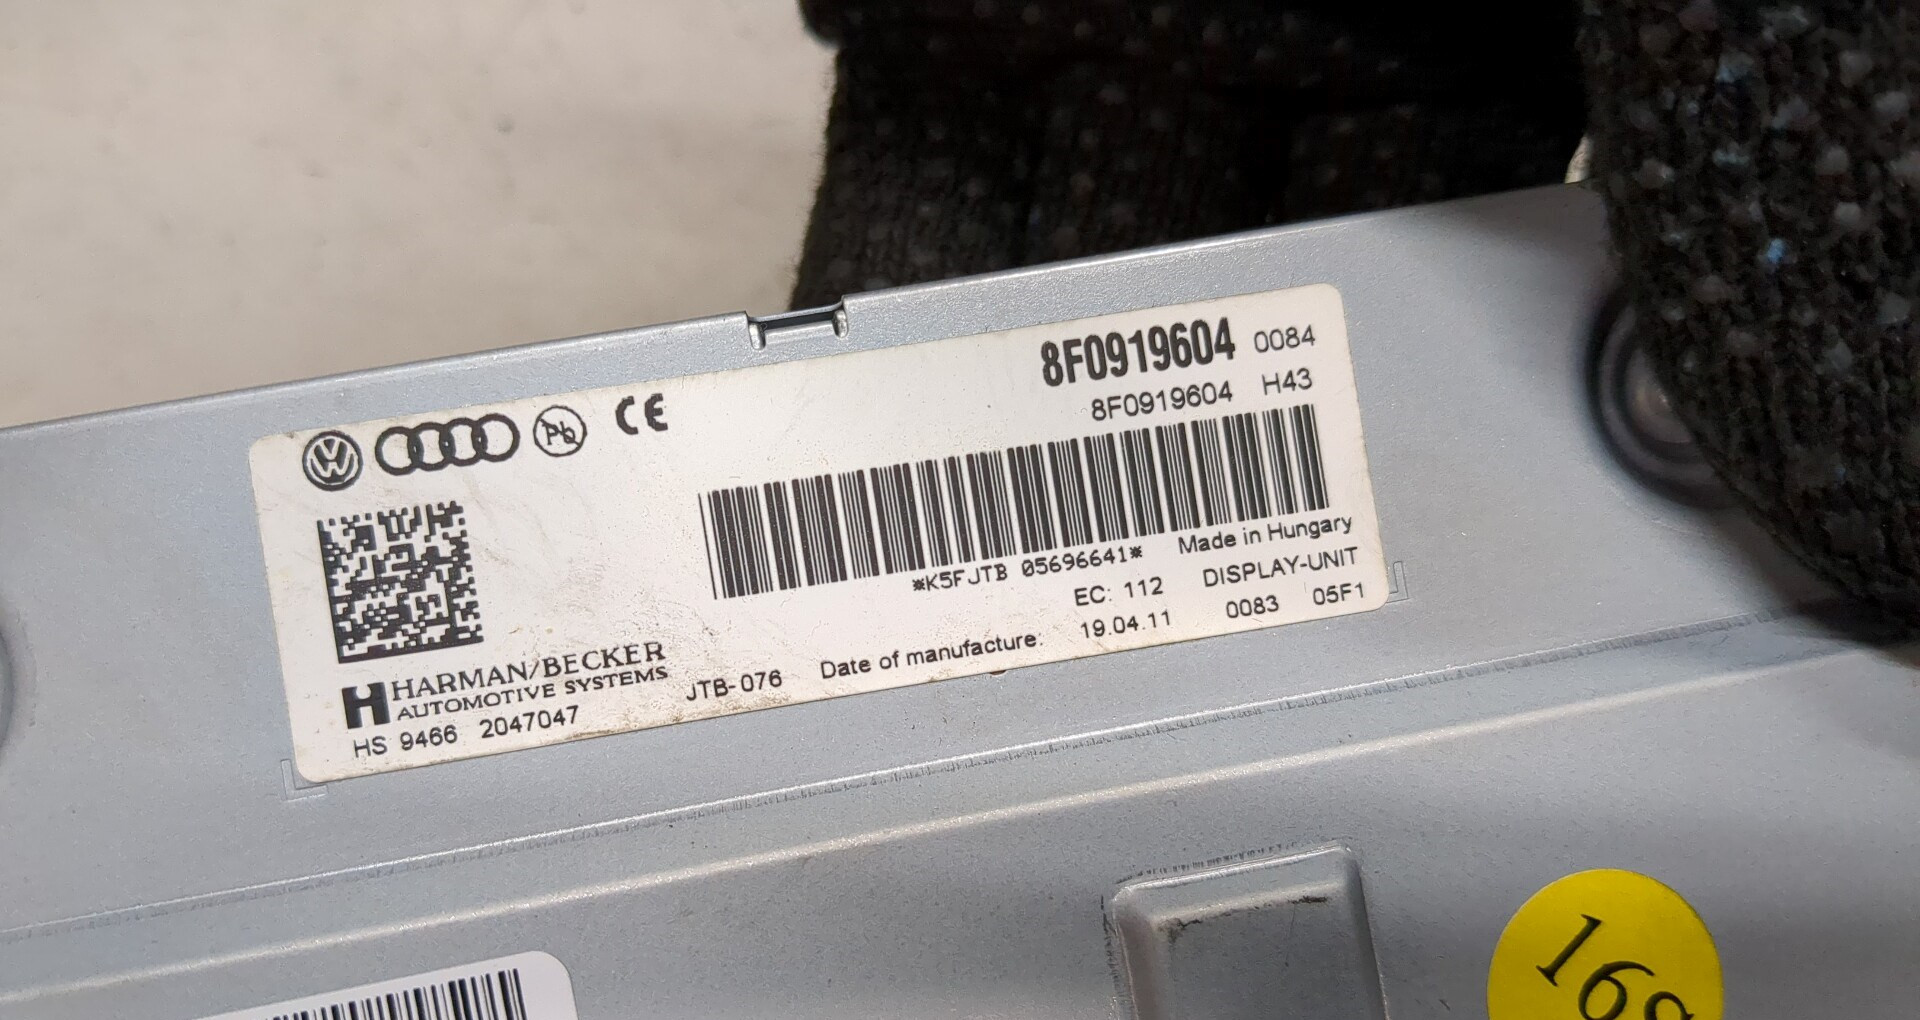 8F0919604 0084
8F0919604 H43
Pb CE
*K5FJTB 05696641*
Made in Hungary
EC: 112 DISPLAY-UNIT
HARMAN/BECKER
AUTOMOTIVE SYSTEMS
JTB-076 Date of manufacture: 19.04.11 0083 05F1
HS 9466 2047047